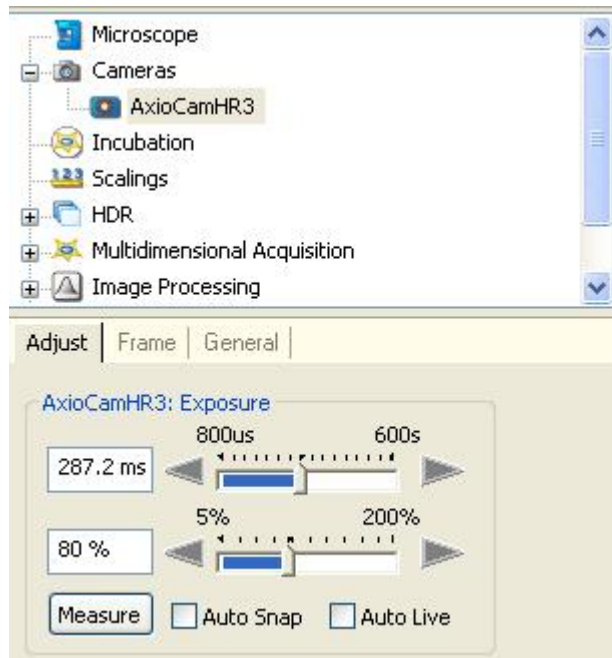 Microscope
Cameras
AxioCamHR3
Incubation
Scalings
HDR
Multidimensional Acquisition
Image Processing
Adjust Frame General
AxioCamHR3: Exposure
800us 600s
287.2 ms
5% 200%
80 %
Measure Auto Snap Auto Live